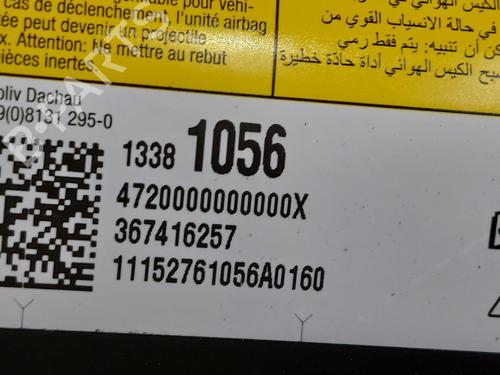 cas de déclenchement, l'unité airbag
tée peut devenir un projectile.
x. Attention: Ne mettre au rebut
pièces inertes.
في حالة الانسياب القوي من
أن تنبيه: يتم فقط رمي
الكيس الهوائي أداة حادة خطيرة
oliv Dachau
9(0)8131 295-0
1338 1056
4720000000000X
367416257
11152761056A0160